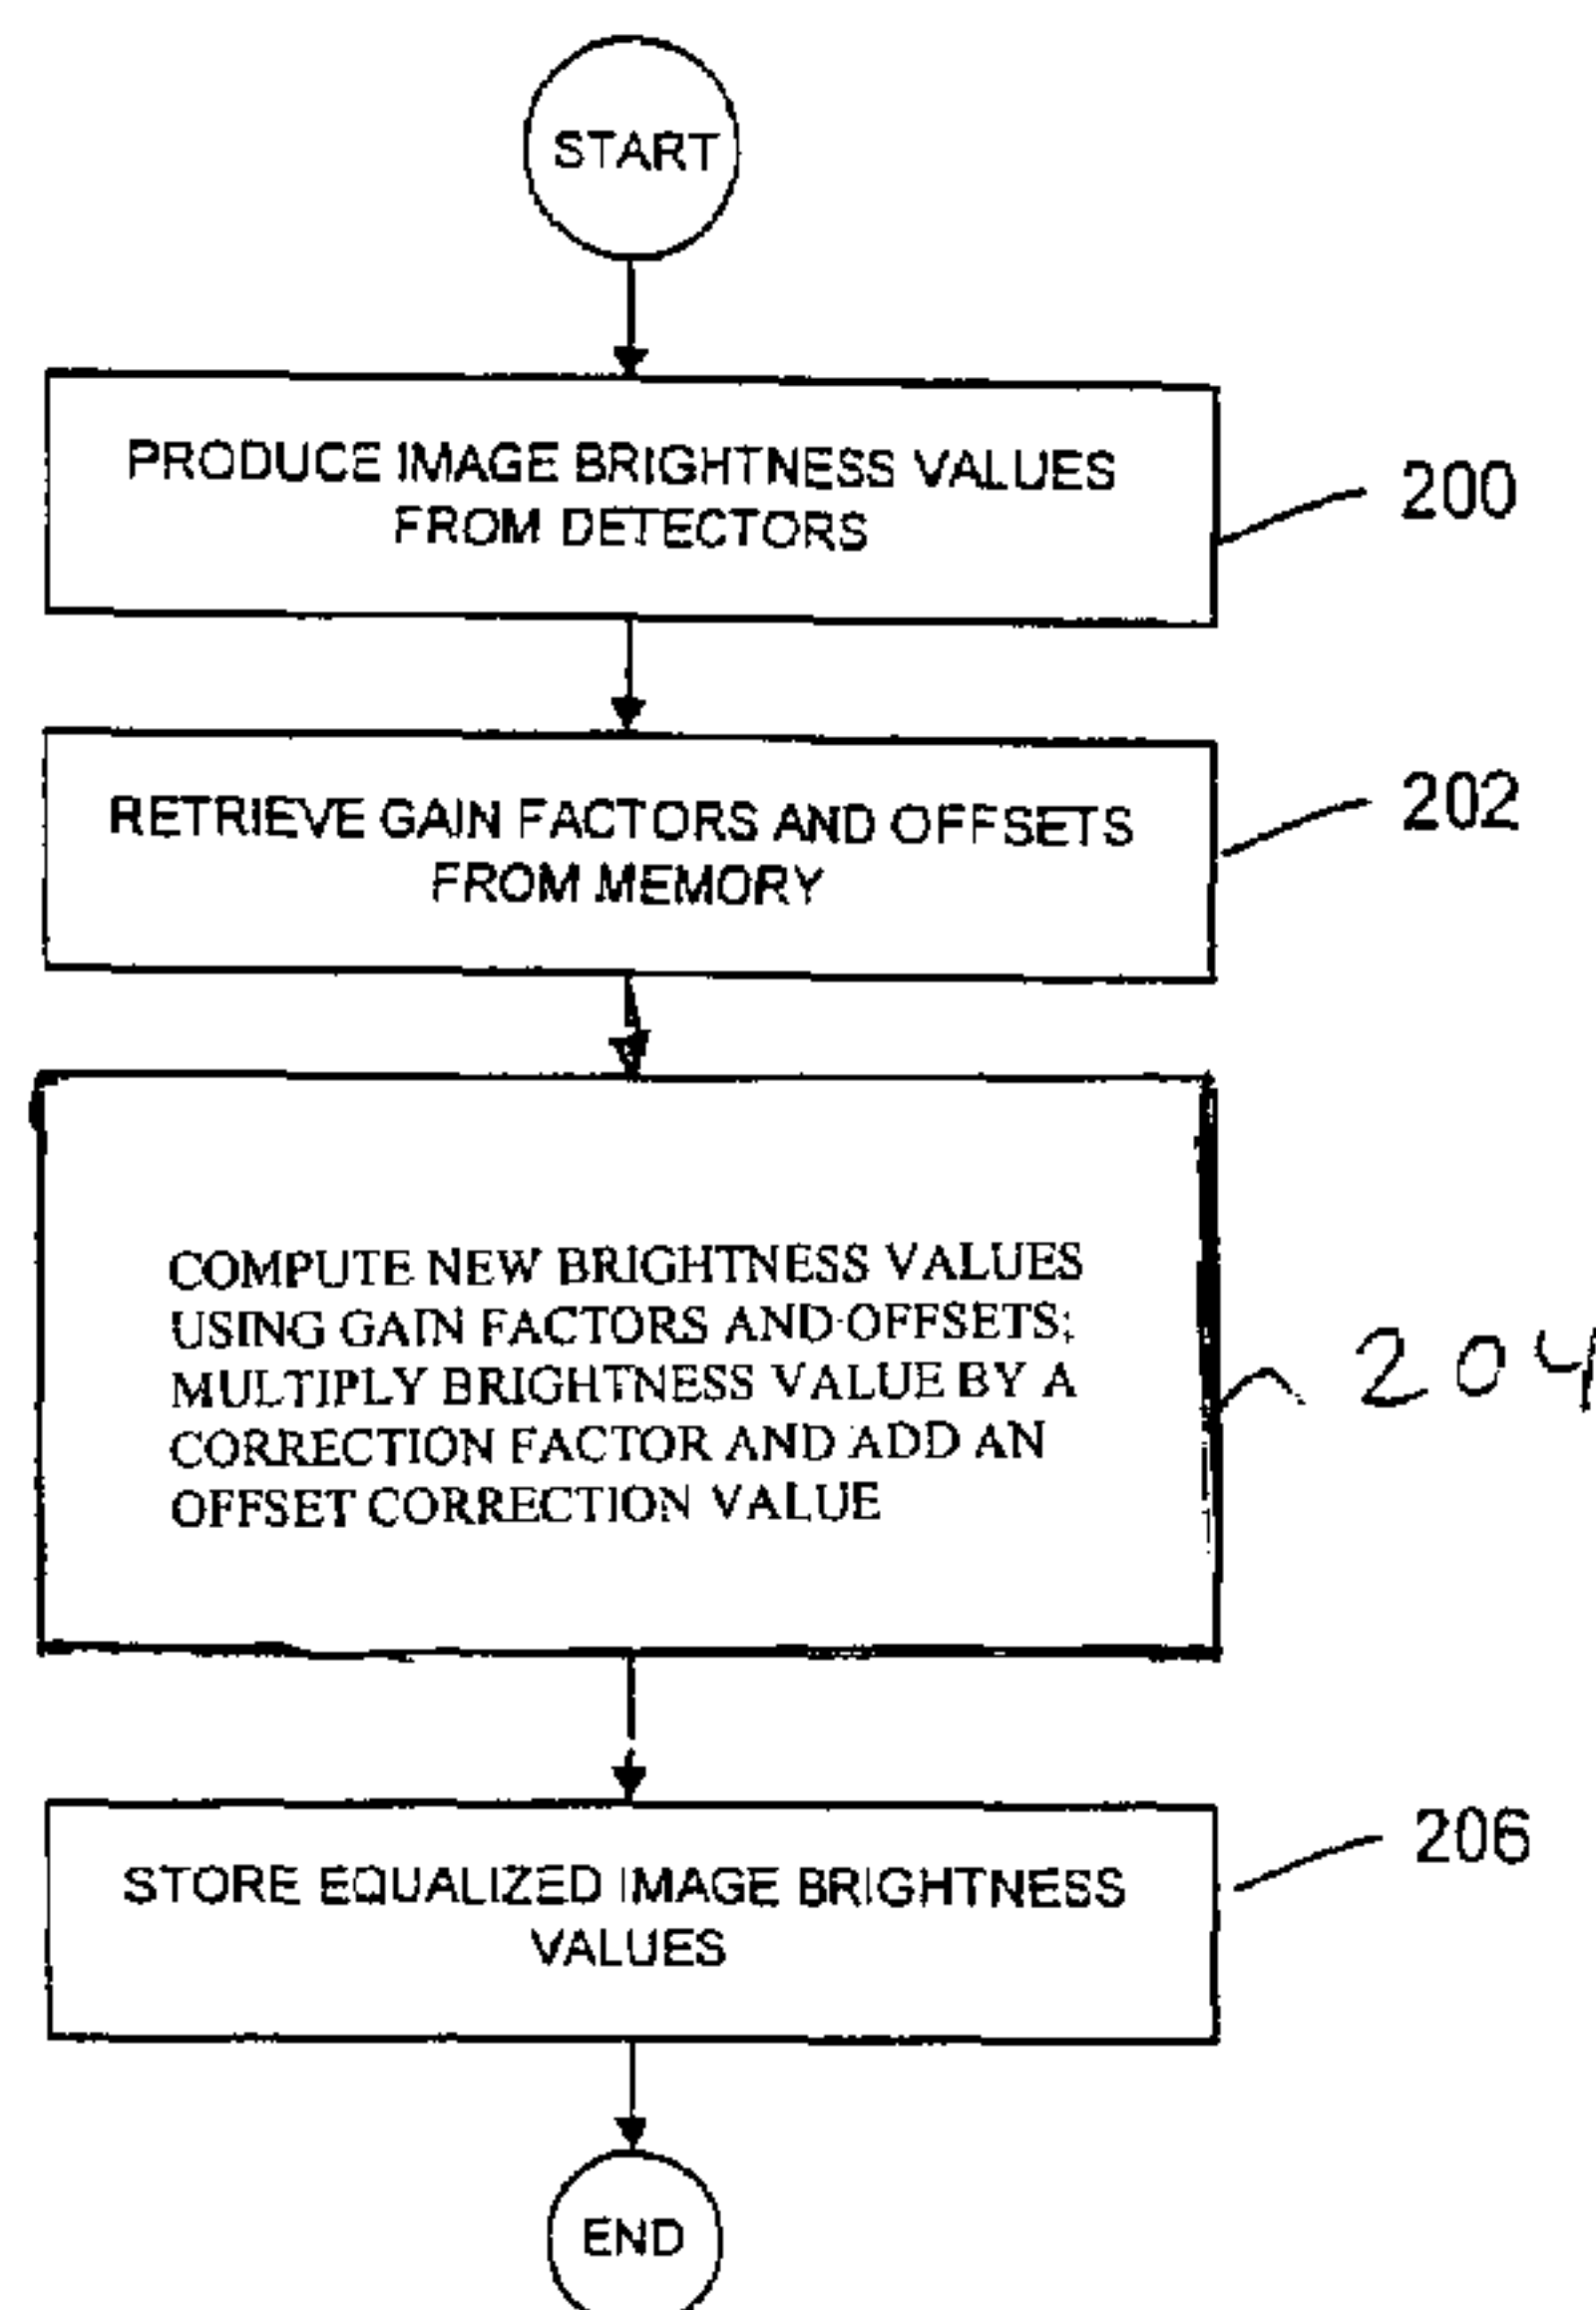 START
PRODUCE IMAGE BRIGHTNESS VALUES
FROM DETECTORS
200
RETRIEVE GAIN FACTORS AND OFFSETS
FROM MEMORY
202
COMPUTE NEW BRIGHTNESS VALUES
USING GAIN FACTORS AND OFFSETS;
MULTIPLY BRIGHTNESS VALUE BY A
CORRECTION FACTOR AND ADD AN
OFFSET CORRECTION VALUE
204
STORE EQUALIZED IMAGE BRIGHTNESS
VALUES
206
END